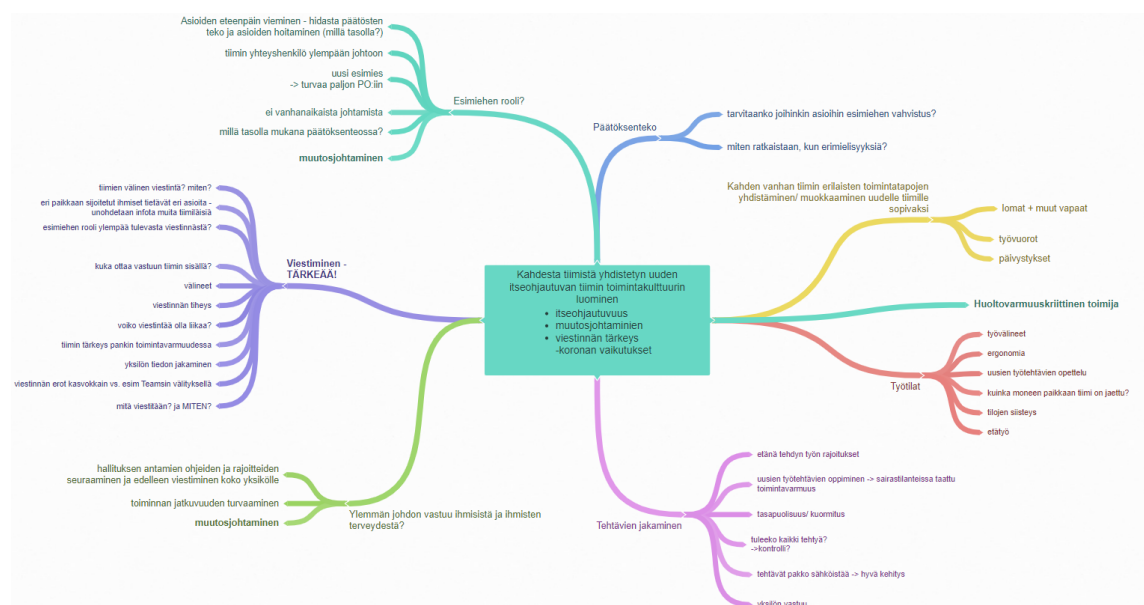 Asioiden eteenpäin vieminen - hidasta päätösten
teko ja asioiden hoitaminen (millä tasolla?)
tiimin yhteyshenkilö ylempään johtoon
uusi esimies
-> turvaa paljon PO:iin
ei vanhanaikaista johtamista
millä tasolla mukana päätöksenteossa?
muutosjohtaminen
Esimiehen rooli?
tiimien välinen viestintä? miten?
eri paikkaan sijoitetut ihmiset tietävät eri asioita -
unohdetaan infota muita tiimiläisiä
esimiehen rooli ylempää tulevasta viestinnästä?
kuka ottaa vastuun tiimin sisällä?
välineet
viestinnän tiheys
voiko viestintää olla liikaa?
tiimin tärkeys pankin toimintavarmuudessa
yksilön tiedon jakaminen
viestinnän erot kasvokkain vs. esim Teamsin välityksellä
mitä viestitään? ja MITEN?
Viestiminen -
TÄRKEÄÄ!
hallituksen antamien ohjeiden ja rajoitteiden
seuraaminen ja edelleen viestiminen koko yksikölle
toiminnan jatkuvuuden turvaaminen
muutosjohtaminen
Ylemmän johdon vastuu ihmisistä ja ihmisten
terveydestä?
Kahdesta tiimistä yhdistetyn uuden
itseohjautuvan tiimin toimintakulttuurin
luominen
• itseohjautuvuus
• muutosjohtaminien
• viestinnän tärkeys
-koronan vaikutukset
Päätöksenteko
tarvitaanko joihinkin asioihin esimiehen vahvistus?
miten ratkaistaan, kun erimielisyyksiä?
Kahden vanhan tiimin erilaisten toimintatapojen
yhdistäminen/ muokkaaminen uudelle tiimille
sopivaksi
lomat + muut vapaat
työvuorot
päivystykset
Huoltovarmuuskriittinen toimija
Työtilat
työvälineet
ergonomia
uusien työtehtävien opettelu
kuinka moneen paikkaan tiimi on jaettu?
tilojen siisteys
etätyö
Tehtävien jakaminen
etänä tehdyn työn rajoitukset
uusien työtehtävien oppiminen -> sairastilanteissa taattu
toimintavarmuus
tasapuolisuus/ kuormitus
tuleeko kaikki tehtyä?
->kontrolli?
tehtävät pakko sähköistää -> hyvä kehitys
yksilön vastuu